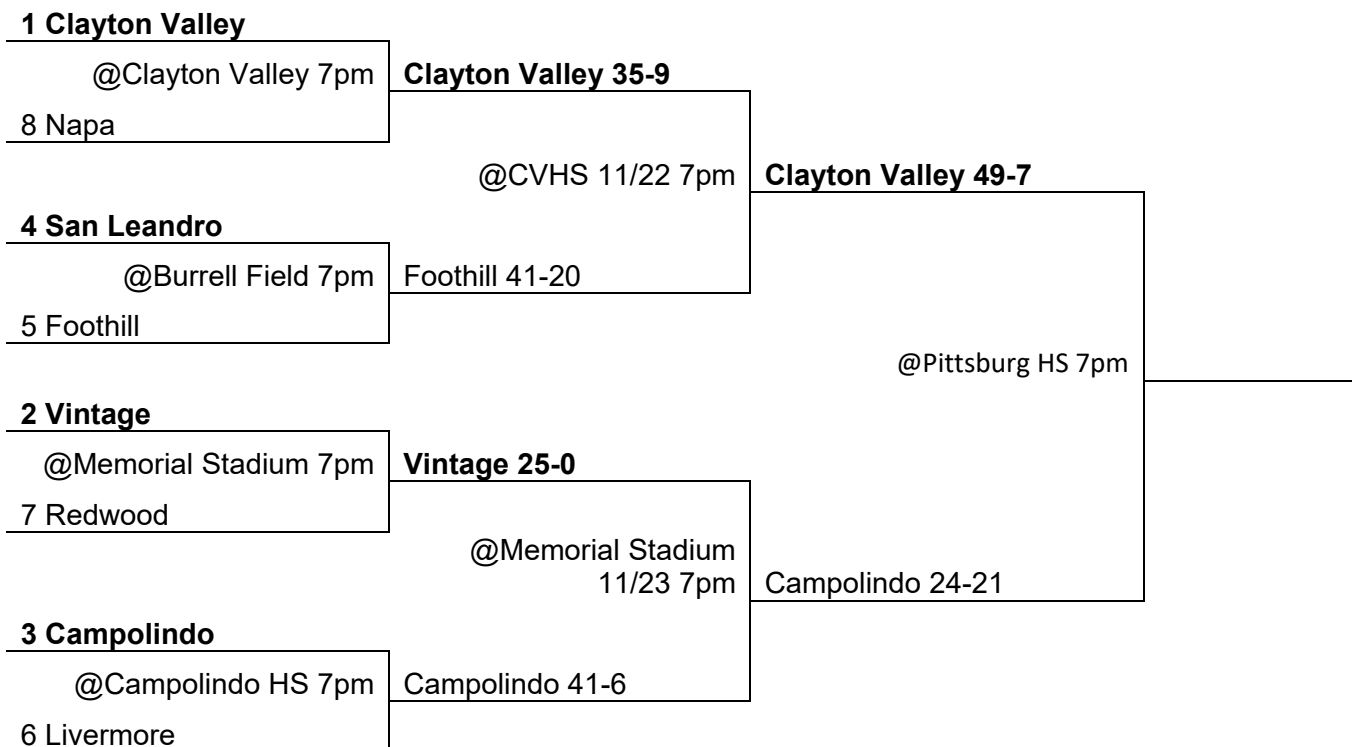 1 Clayton Valley
@Clayton Valley 7pm
Clayton Valley 35-9
8 Napa
@CVHS 11/22 7pm
Clayton Valley 49-7
4 San Leandro
@Burrell Field 7pm
Foothill 41-20
5 Foothill
@Pittsburg HS 7pm
2 Vintage
@Memorial Stadium 7pm
Vintage 25-0
7 Redwood
@Memorial Stadium
11/23 7pm
Campolindo 24-21
3 Campolindo
@Campolindo HS 7pm
Campolindo 41-6
6 Livermore